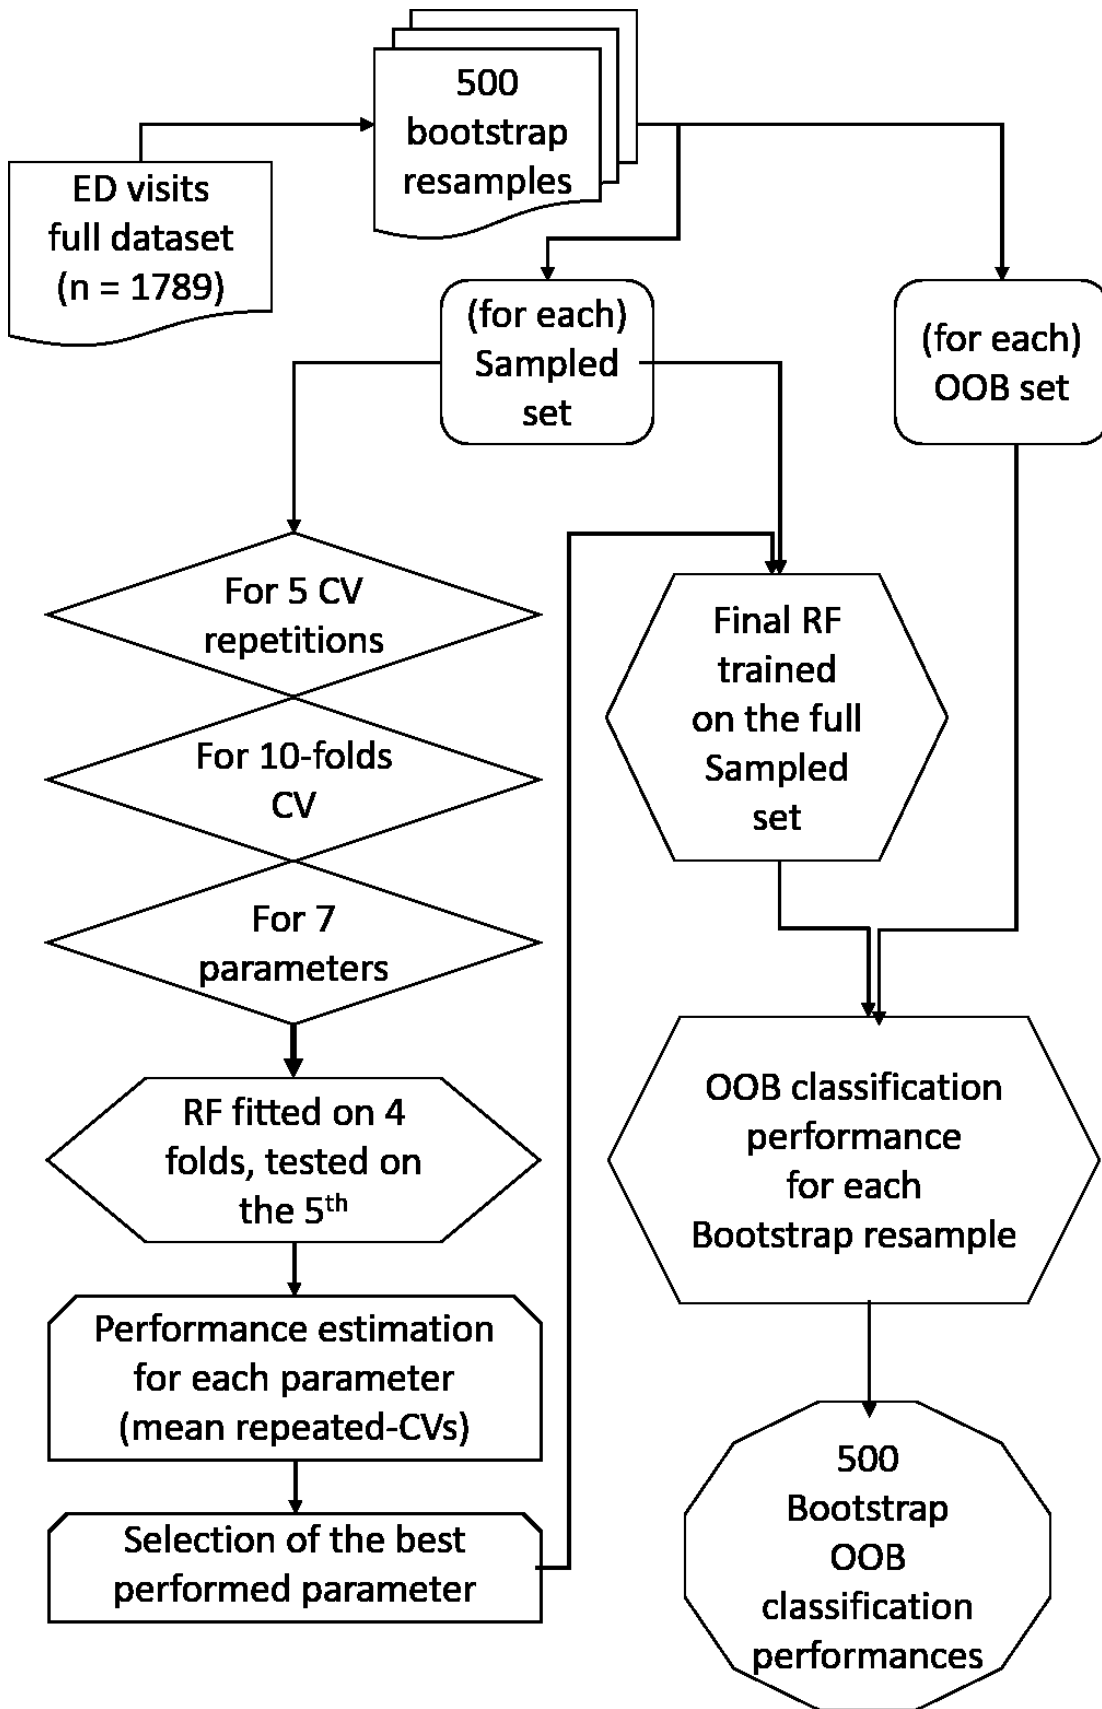 500
bootstrap
resamples
ED visits
full dataset
(n = 1789)
(for each)
Sampled
set
(for each)
OOB set
For 5 CV
repetitions
For 10-folds
CV
For 7
parameters
RF fitted on 4
folds, tested on
the 5th
Performance estimation
for each parameter
(mean repeated-CVs)
Selection of the best
performed parameter
Final RF
trained
on the full
Sampled
set
OOB classification
performance
for each
Bootstrap resample
500
Bootstrap
OOB
classification
performances